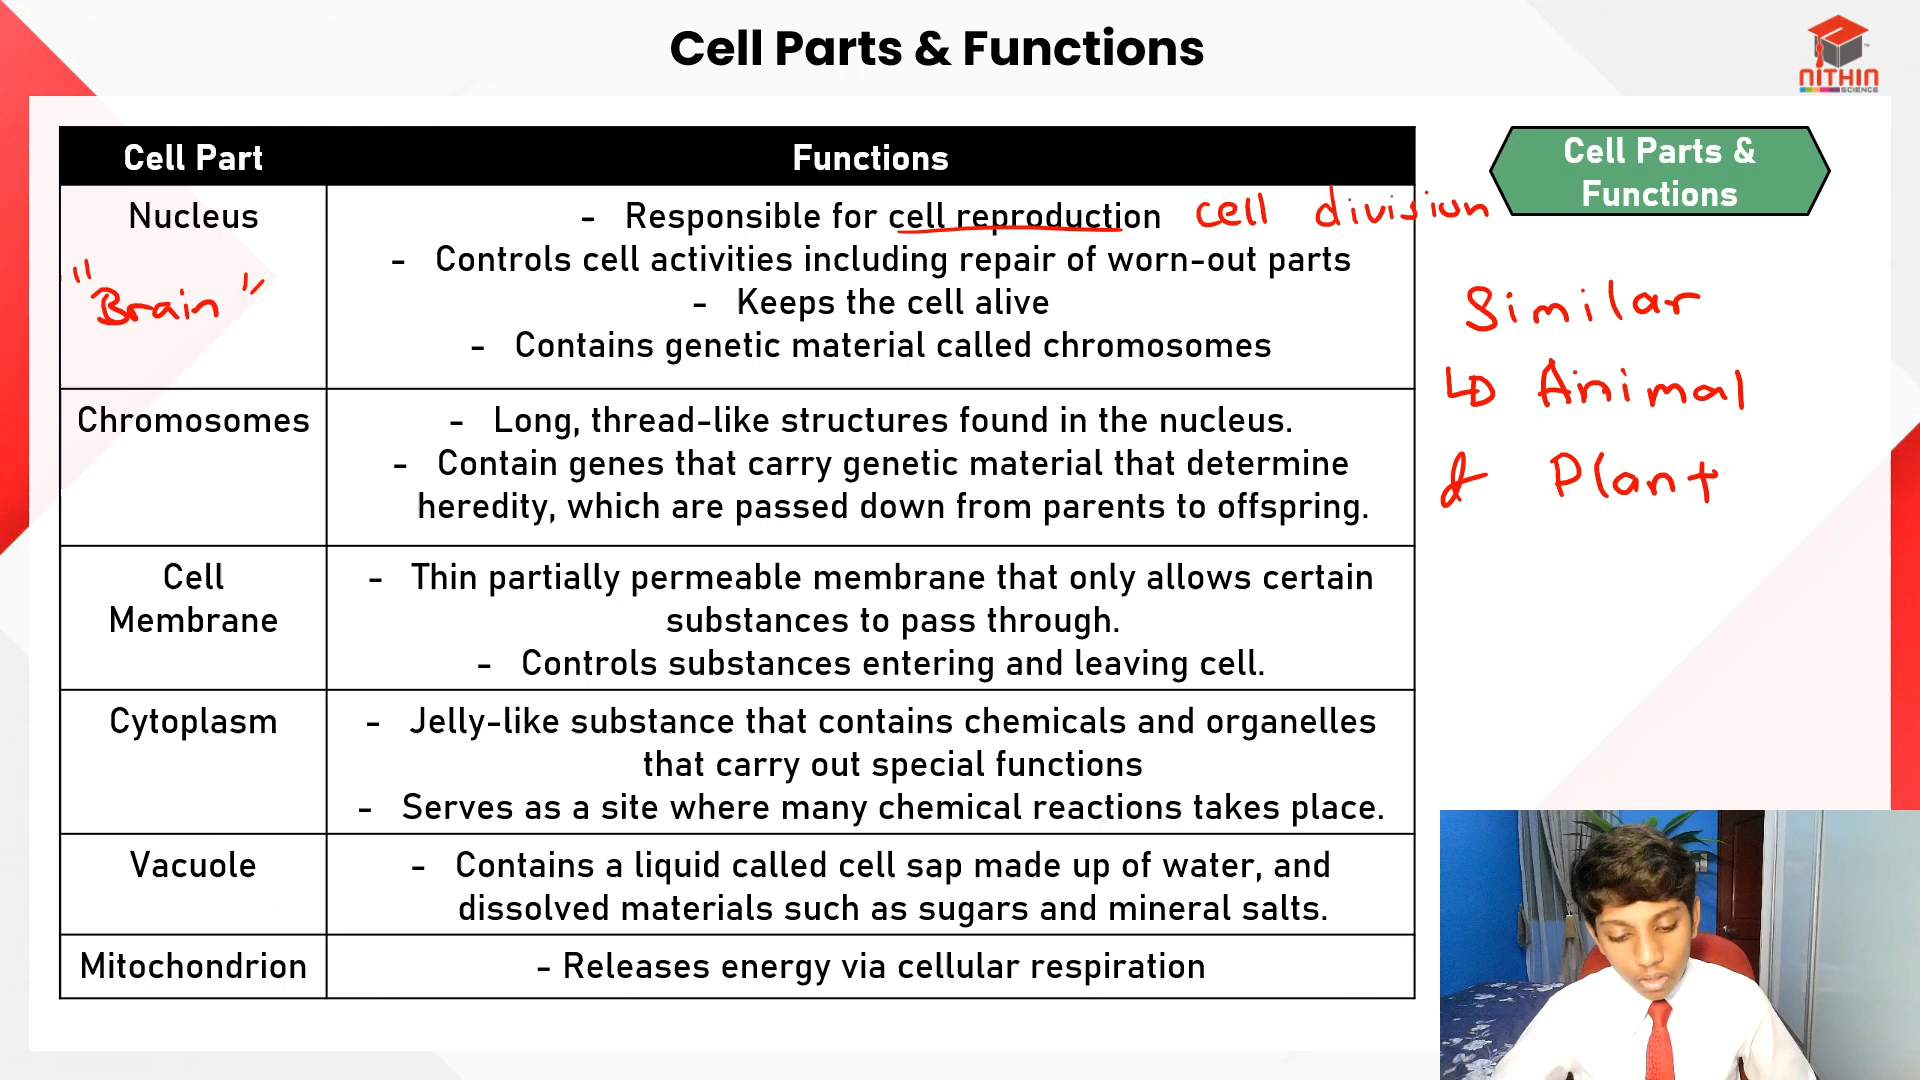 Cell Parts & Functions
NITHIN
SCIENCE
Cell Part
Functions
Nucleus
"Brain"
- Responsible for cell reproduction cell division
- Controls cell activities including repair of worn-out parts
- Keeps the cell alive
- Contains genetic material called chromosomes
Chromosomes
- Long, thread-like structures found in the nucleus.
- Contain genes that carry genetic material that determine
heredity, which are passed down from parents to offspring.
Cell
Membrane
- Thin partially permeable membrane that only allows certain
substances to pass through.
- Controls substances entering and leaving cell.
Cytoplasm
- Jelly-like substance that contains chemicals and organelles
that carry out special functions
- Serves as a site where many chemical reactions takes place.
Vacuole
- Contains a liquid called cell sap made up of water, and
dissolved materials such as sugars and mineral salts.
Mitochondrion
- Releases energy via cellular respiration
Cell Parts &
Functions
Similar
↳ Animal
& Plant